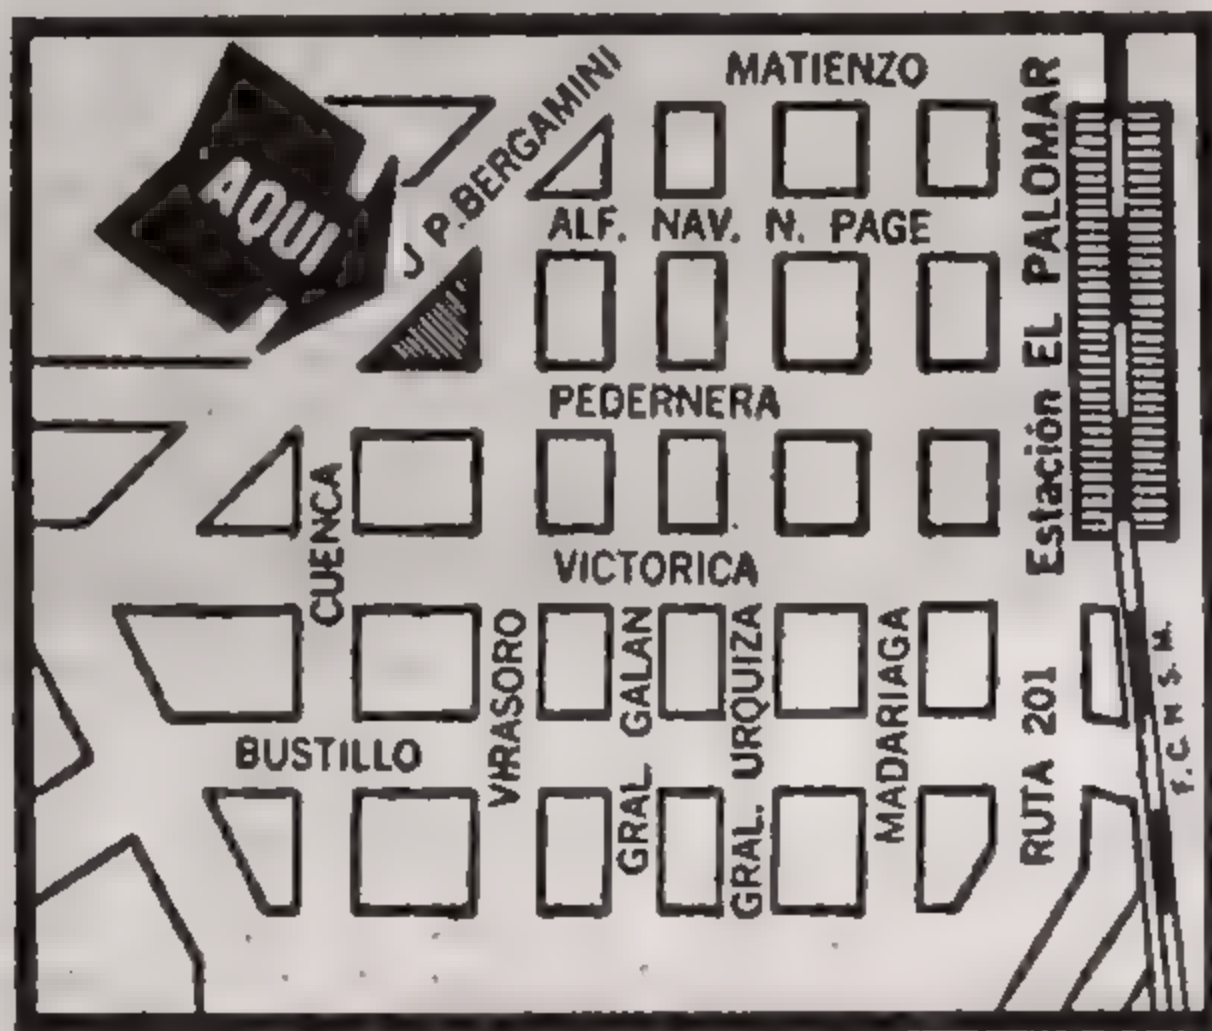 MATIENZO
AQUI
J P. BERGAMINI
ALF. NAV. N. PAGE
Estación EL PALOMAR
PEDERNERA
CUENCA
VICTORICA
VIRASORO
GRAL. GALAN
GRAL. URQUIZA
MADARIAGA
BUSTILLO
RUTA 201
F. C. N S. M.